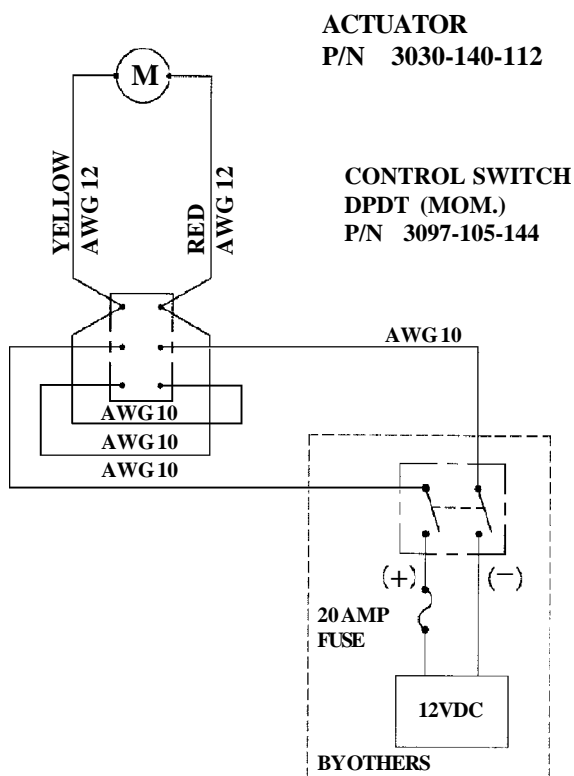 ACTUATOR
P/N 3030-140-112
M
YELLOW
AWG 12
RED
AWG 12
CONTROL SWITCH
DPDT (MOM.)
P/N 3097-105-144
AWG 10
AWG 10
AWG 10
AWG 10
(+)
(−)
20 AMP
FUSE
12VDC
BY OTHERS